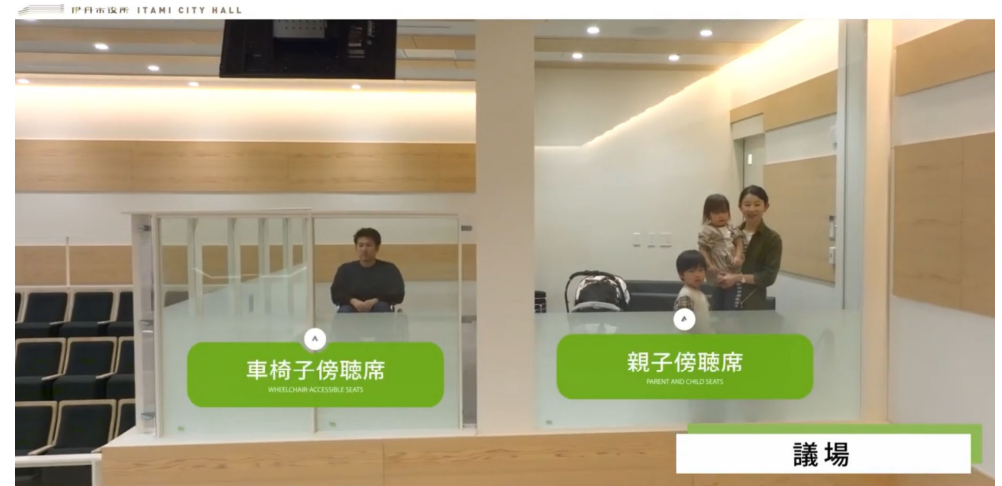 伊丹市役所 ITAMI CITY HALL
車椅子傍聴席
WHEELCHAIR ACCESSIBLE SEATS
親子傍聴席
PARENT AND CHILD SEATS
議場